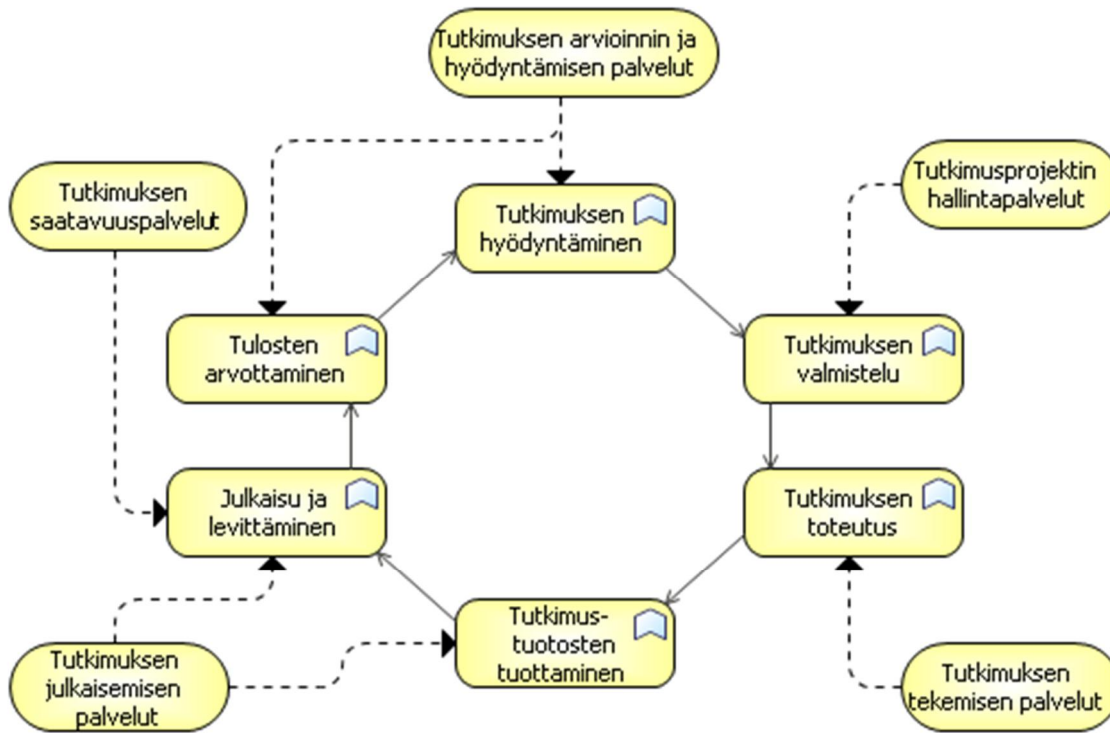 Tutkimuksen arvioinnin ja
hyödyntämisen palvelut
Tutkimuksen
saatavuuspalvelut
Tutkimusprojektin
hallintapalvelut
Tutkimuksen
hyödyntäminen
Tulosten
arvottaminen
Tutkimuksen
valmistelu
Julkaisu ja
levittäminen
Tutkimuksen
toteutus
Tutkimus-
tuotosten
tuottaminen
Tutkimuksen
julkaisemisen
palvelut
Tutkimuksen
tekemisen palvelut